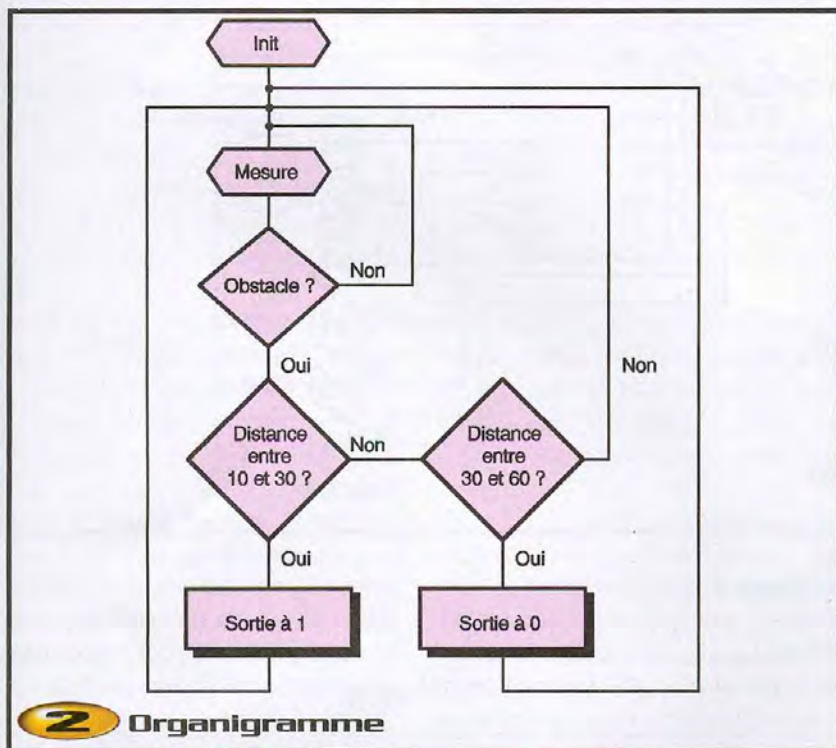 Init
Mesure
Obstacle ?
Non
Oui
Non
Distance
entre
10 et 30 ?
Non
Distance
entre
30 et 60 ?
Oui
Oui
Sortie à 1
Sortie à 0
2 Organigramme